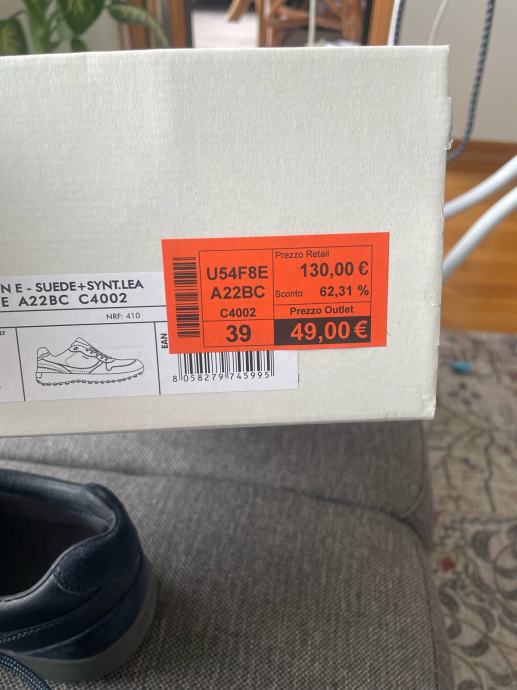 N E - SUEDE+SYNT.LEA
E A22BC C4002
NRF: 410
EAN
8 058279 745995
U54F8E
A22BC
C4002
39
Prezzo Retail
130,00 €
Sconto 62,31 %
Prezzo Outlet
49,00 €